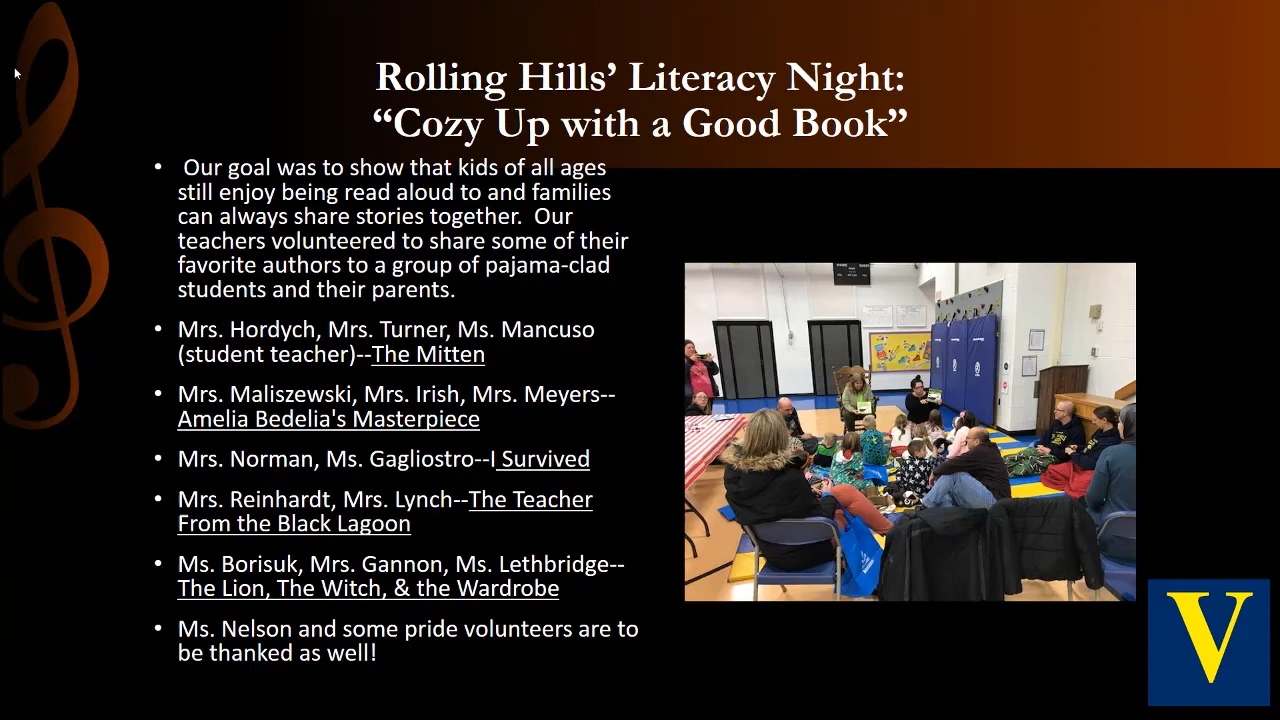 Rolling Hills’ Literacy Night:
“Cozy Up with a Good Book”
• Our goal was to show that kids of all ages
still enjoy being read aloud to and families
can always share stories together.  Our
teachers volunteered to share some of their
favorite authors to a group of pajama-clad
students and their parents.
• Mrs. Hordych, Mrs. Turner, Ms. Mancuso
(student teacher)--The Mitten
• Mrs. Maliszewski, Mrs. Irish, Mrs. Meyers--
Amelia Bedelia's Masterpiece
• Mrs. Norman, Ms. Gagliostro--I Survived
• Mrs. Reinhardt, Mrs. Lynch--The Teacher
From the Black Lagoon
• Ms. Borisuk, Mrs. Gannon, Ms. Lethbridge--
The Lion, The Witch, & the Wardrobe
• Ms. Nelson and some pride volunteers are to
be thanked as well!
V